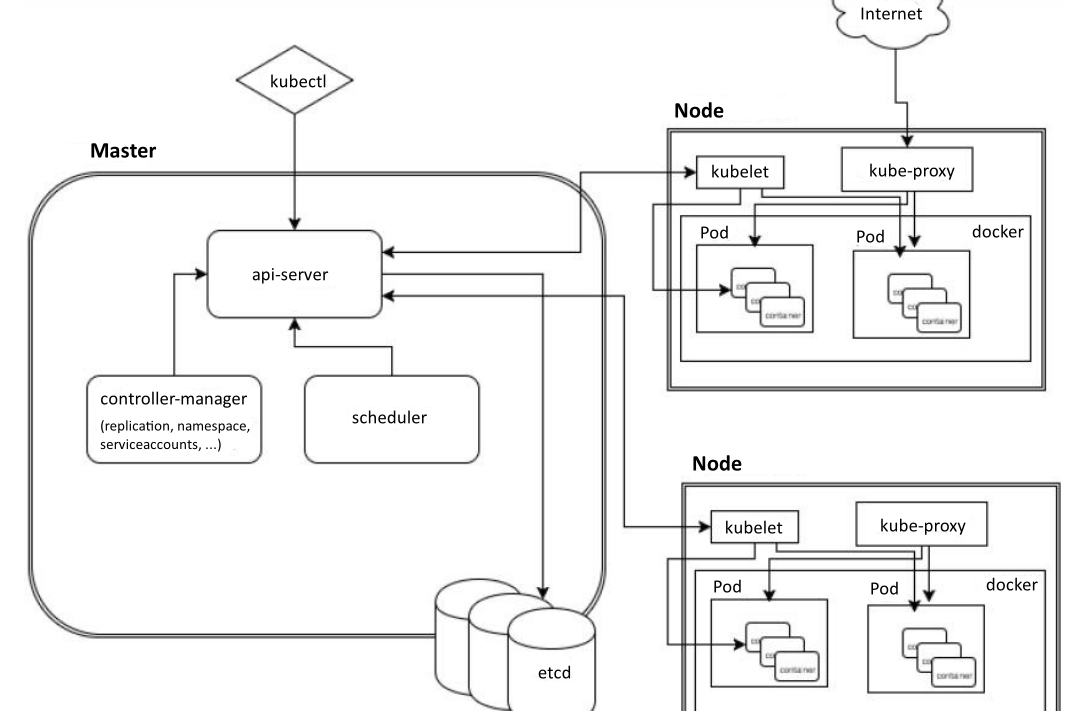 Internet
kubectl
Node
Master
kubelet
kube-proxy
Pod
Pod
docker
api-server
container
container
controller-manager
(replication, namespace,
serviceaccounts, ...)
scheduler
Node
kubelet
kube-proxy
Pod
Pod
docker
container
container
etcd